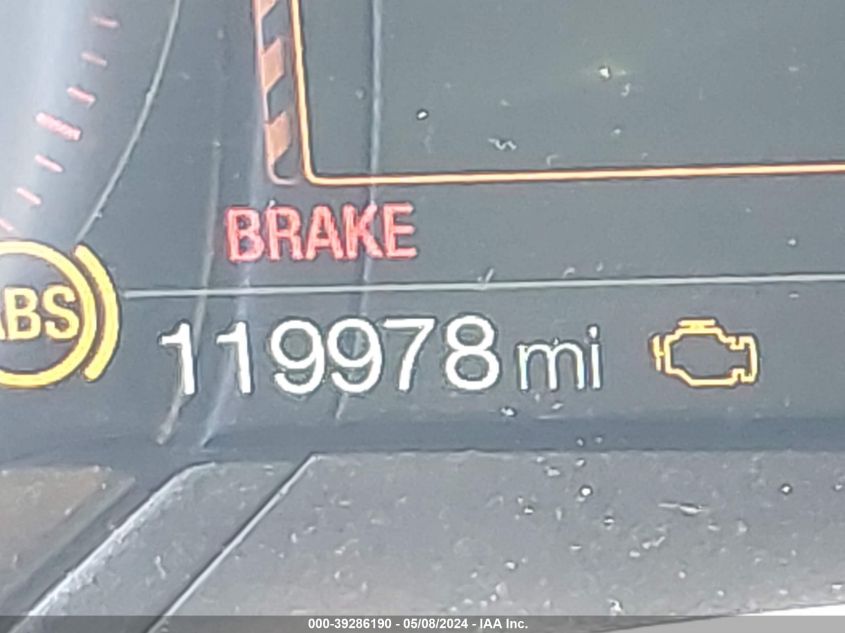 BRAKE
ABS
119978 mi
000-39286190 - 05/08/2024 - IAA Inc.